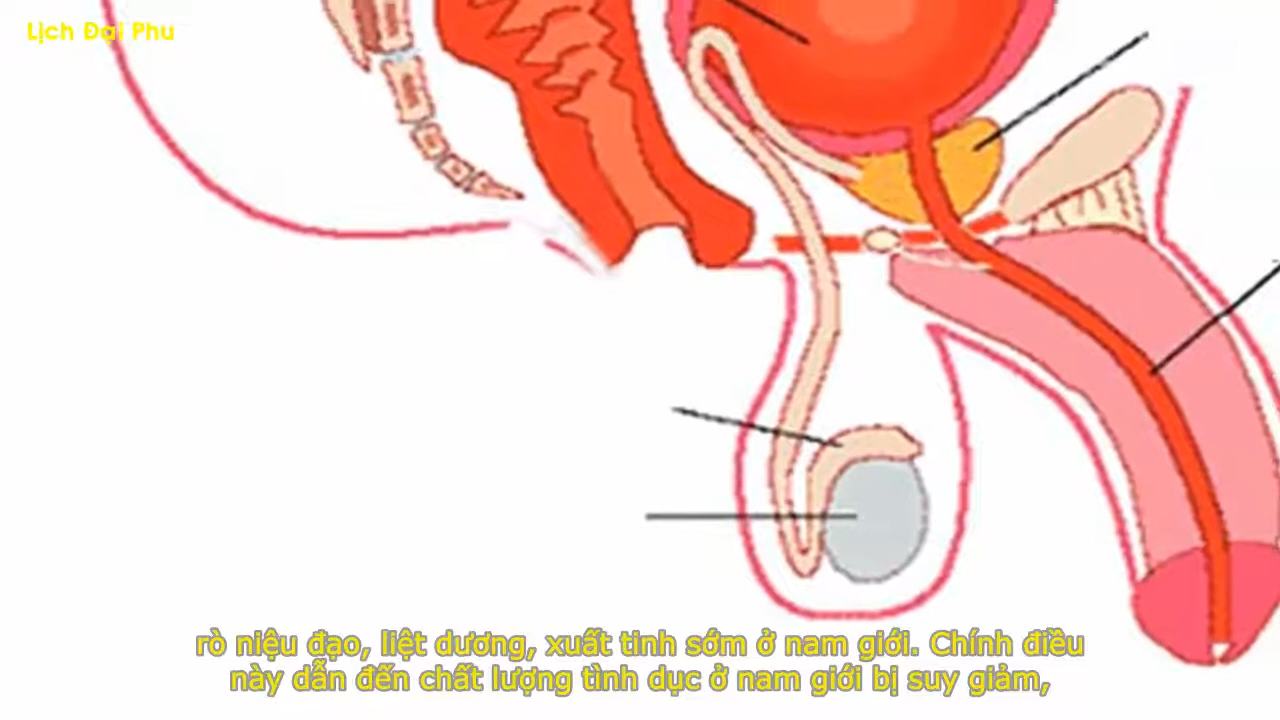 Lịch Đại Phu
rò niệu đạo, liệt dương, xuất tinh sớm ở nam giới. Chính điều
này dẫn đến chất lượng tình dục ở nam giới bị suy giảm,